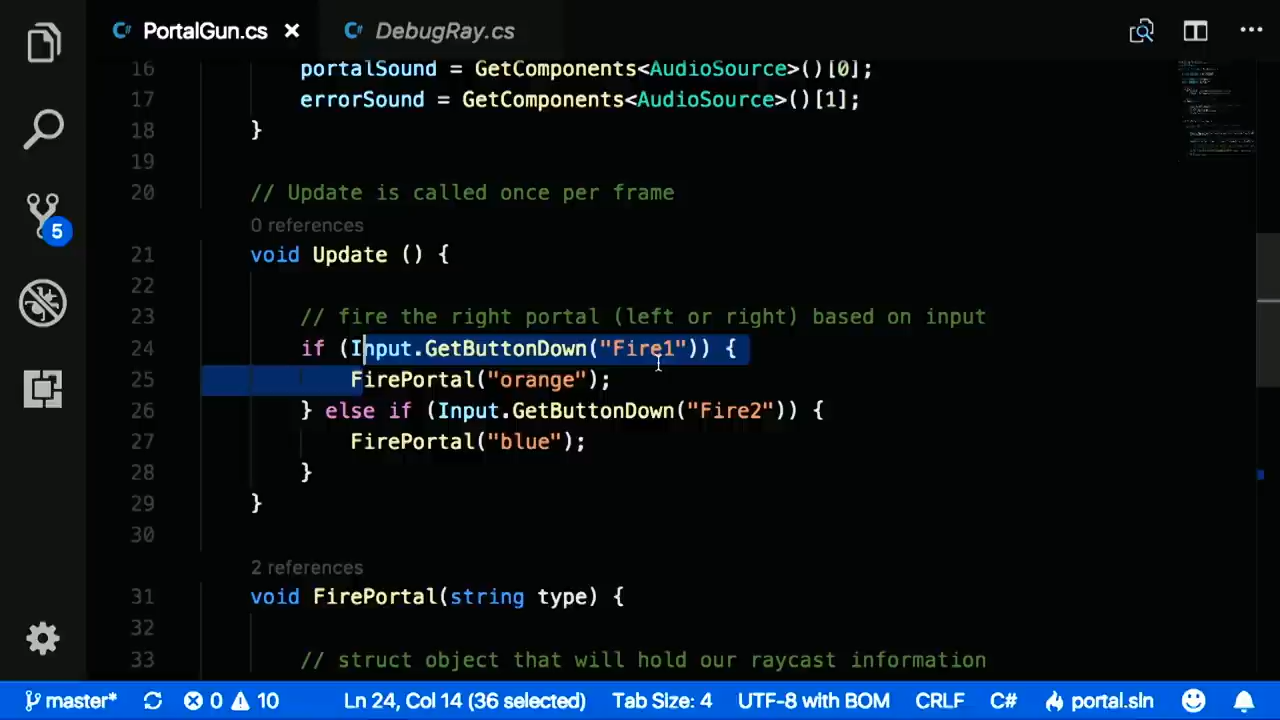 C# PortalGun.cs × C# DebugRay.cs ...
16 portalSound = GetComponents<AudioSource>()[0];
17 errorSound = GetComponents<AudioSource>()[1];
18 }
19
20 // Update is called once per frame
0 references
21 void Update () {
22
23 // fire the right portal (left or right) based on input
24 if (Input.GetButtonDown("Fire1")) {
25 FirePortal("orange");
26 } else if (Input.GetButtonDown("Fire2")) {
27 FirePortal("blue");
28 }
29 }
30
2 references
31 void FirePortal(string type) {
32
33 // struct object that will hold our raycast information
5
master* 0 10 Ln 24, Col 14 (36 selected) Tab Size: 4 UTF-8 with BOM CRLF C# portal.sln